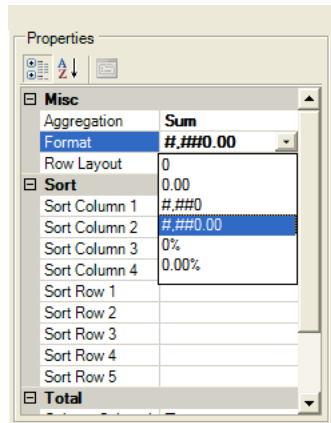 Properties
A
Z
Misc
Aggregation Sum
Format #,##0.00
Row Layout 0
Sort 0.00
Sort Column 1 #,##0
Sort Column 2 #,##0.00
Sort Column 3 0%
Sort Column 4 0.00%
Sort Row 1
Sort Row 2
Sort Row 3
Sort Row 4
Sort Row 5
Total